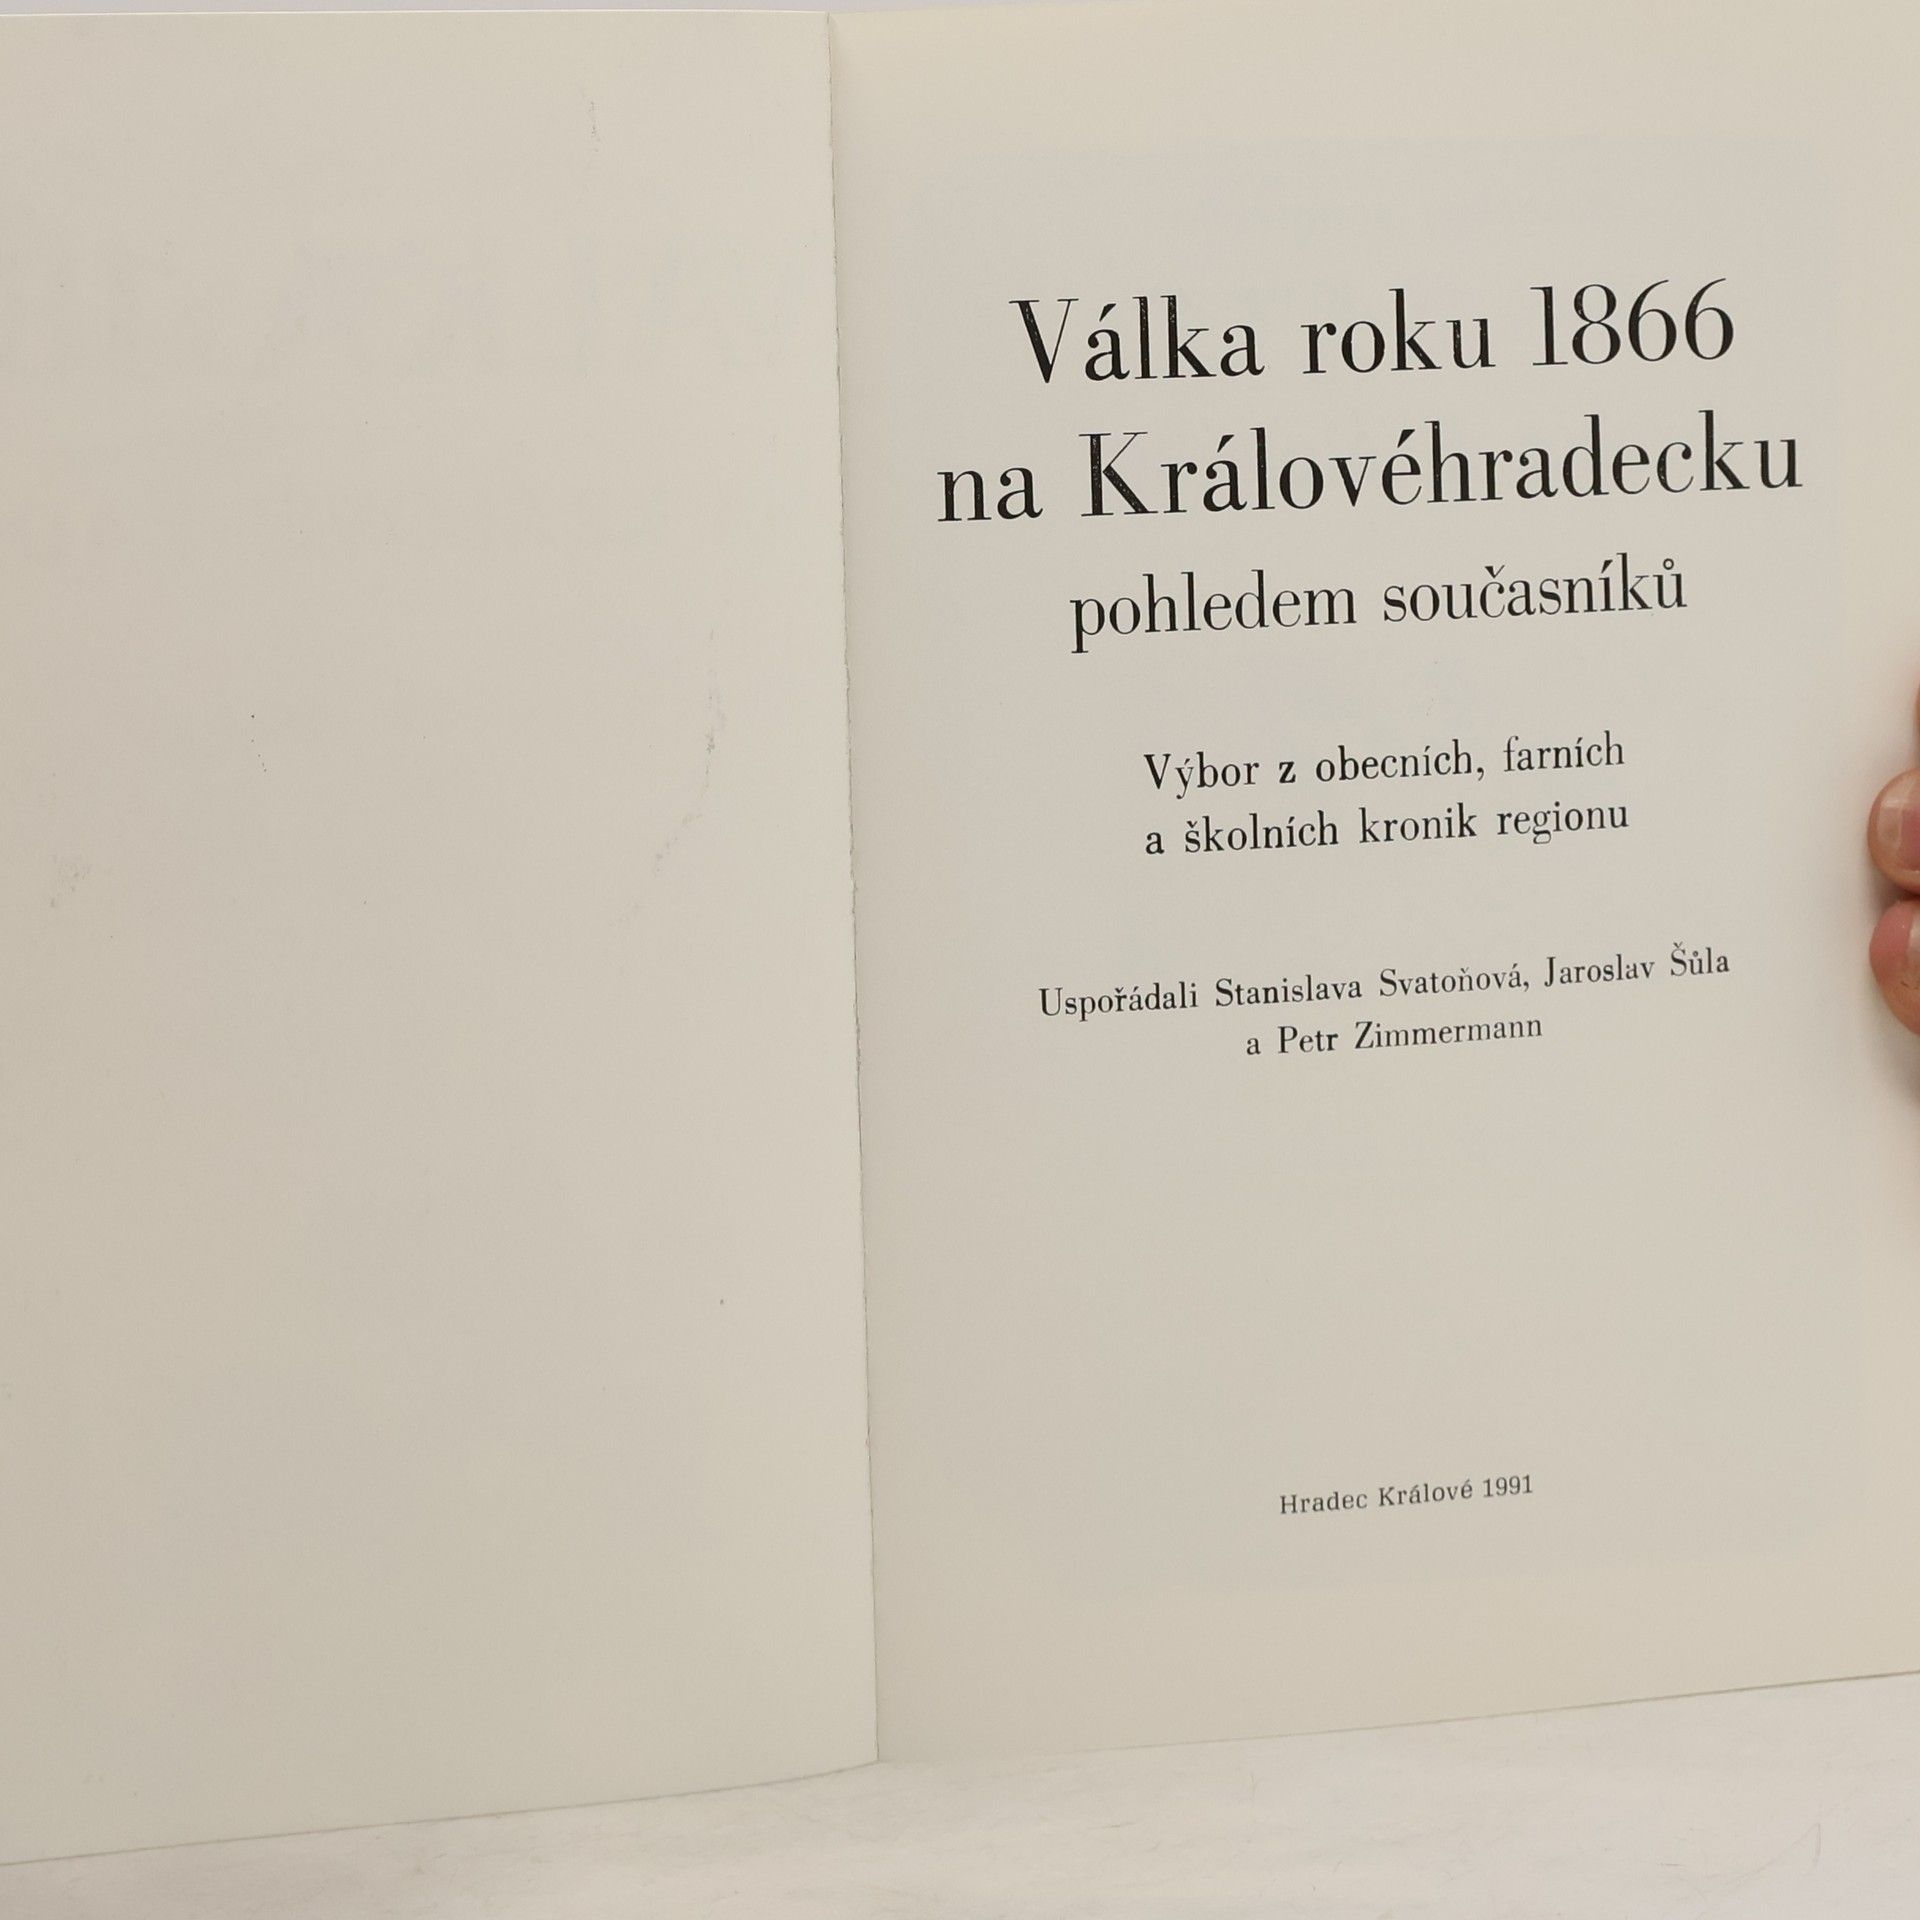 Válka roku 1866
na Královéhradecku
pohledem současníků
Výbor z obecních, farních
a školních kronik regionu
Uspořádali Stanislava Svatoňová, Jaroslav Šůla
a Petr Zimmermann
Hradec Králové 1991